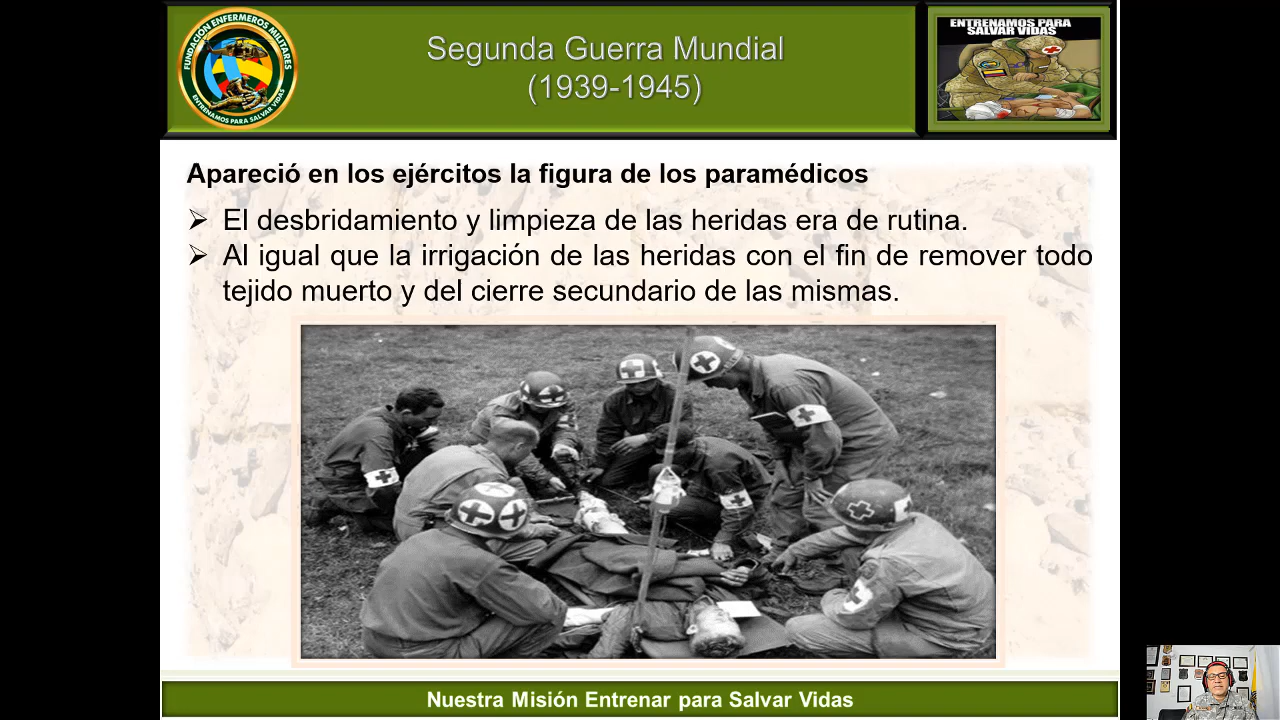 FUNDACIÓN ENFERMEROS MILITARES
ENTRENAMOS PARA SALVAR VIDAS
Segunda Guerra Mundial
(1939-1945)
ENTRENAMOS PARA
SALVAR VIDAS
Apareció en los ejércitos la figura de los paramédicos
➢ El desbridamiento y limpieza de las heridas era de rutina.
➢ Al igual que la irrigación de las heridas con el fin de remover todo
tejido muerto y del cierre secundario de las mismas.
Nuestra Misión Entrenar para Salvar Vidas